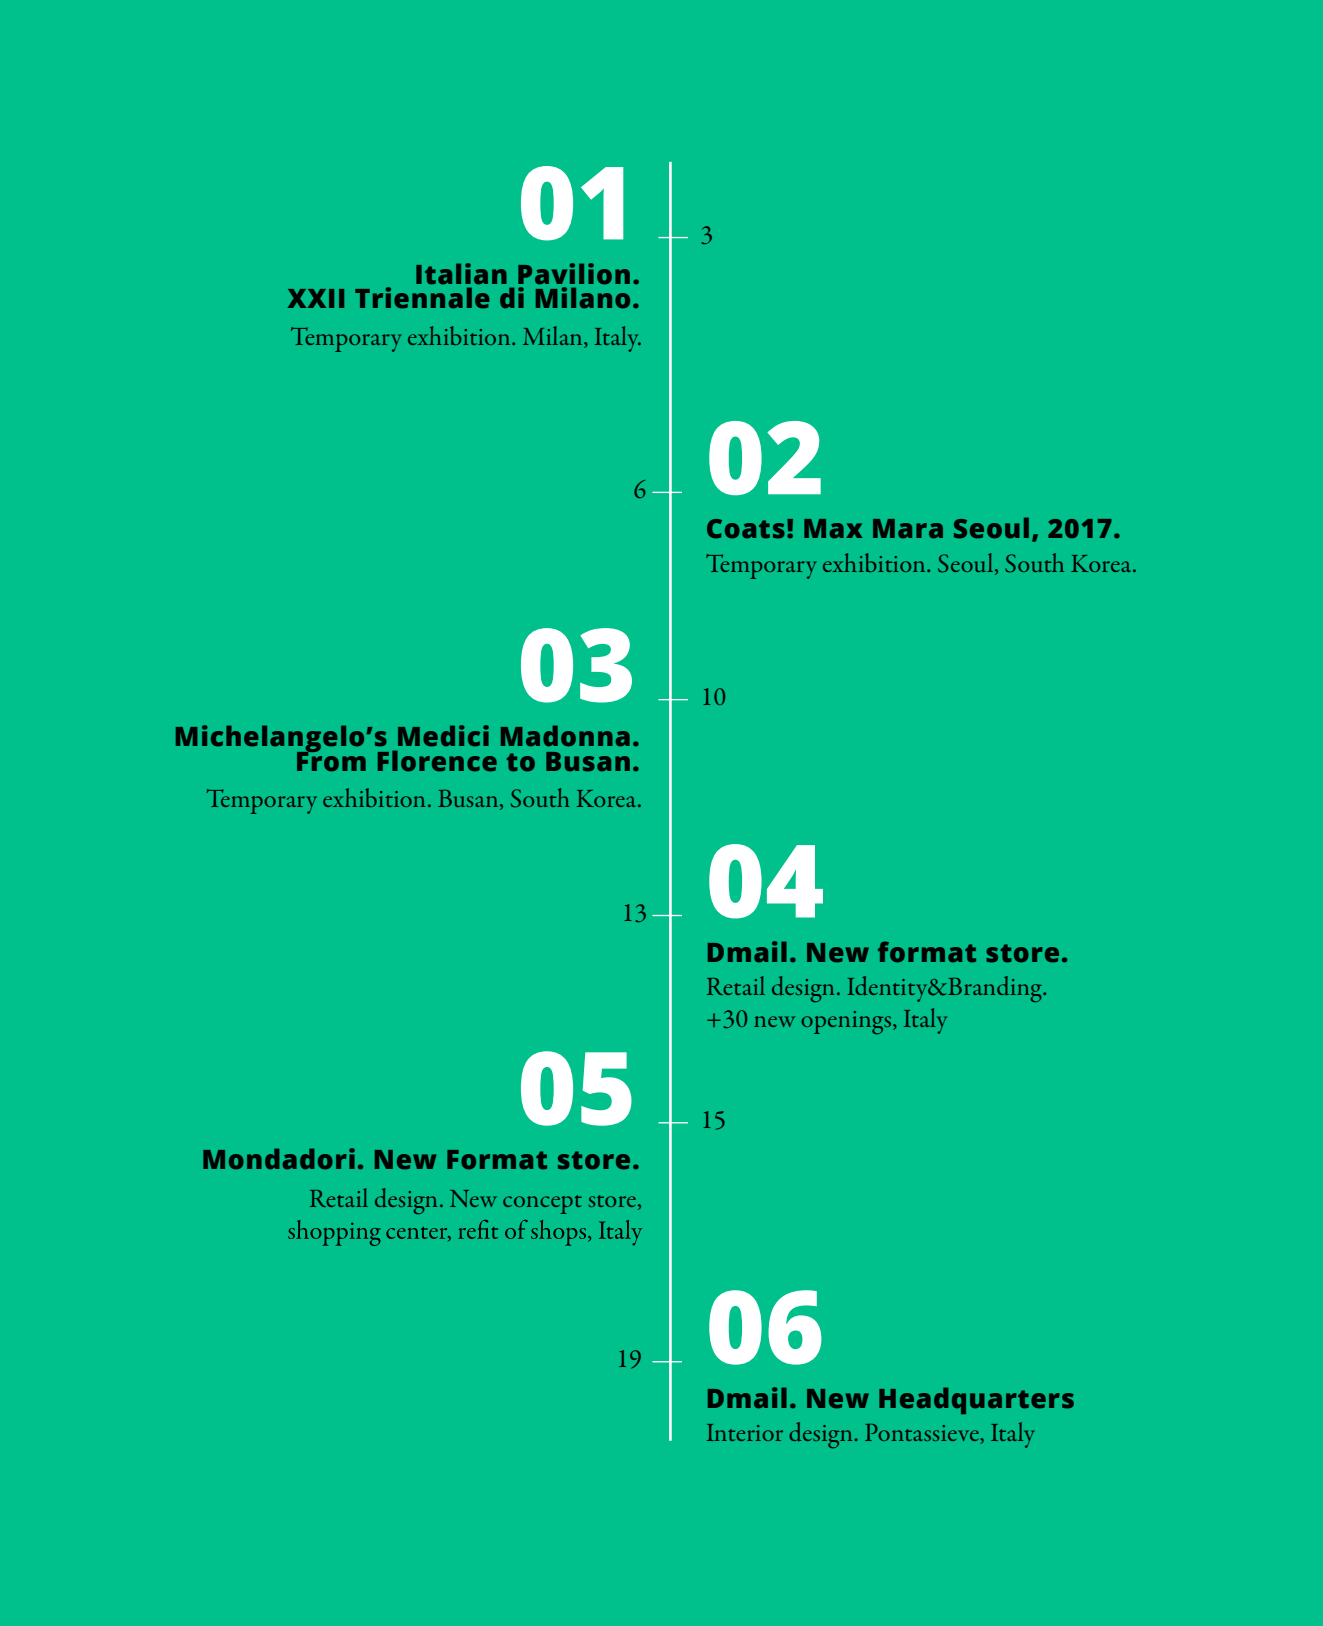 01
3
Italian Pavilion.
XXII Triennale di Milano.
Temporary exhibition. Milan, Italy.
02
6
Coats! Max Mara Seoul, 2017.
Temporary exhibition. Seoul, South Korea.
03
10
Michelangelo’s Medici Madonna.
From Florence to Busan.
Temporary exhibition. Busan, South Korea.
04
13
Dmail. New format store.
Retail design. Identity&Branding.
+30 new openings, Italy
05
15
Mondadori. New Format store.
Retail design. New concept store,
shopping center, refit of shops, Italy
06
19
Dmail. New Headquarters
Interior design. Pontassieve, Italy